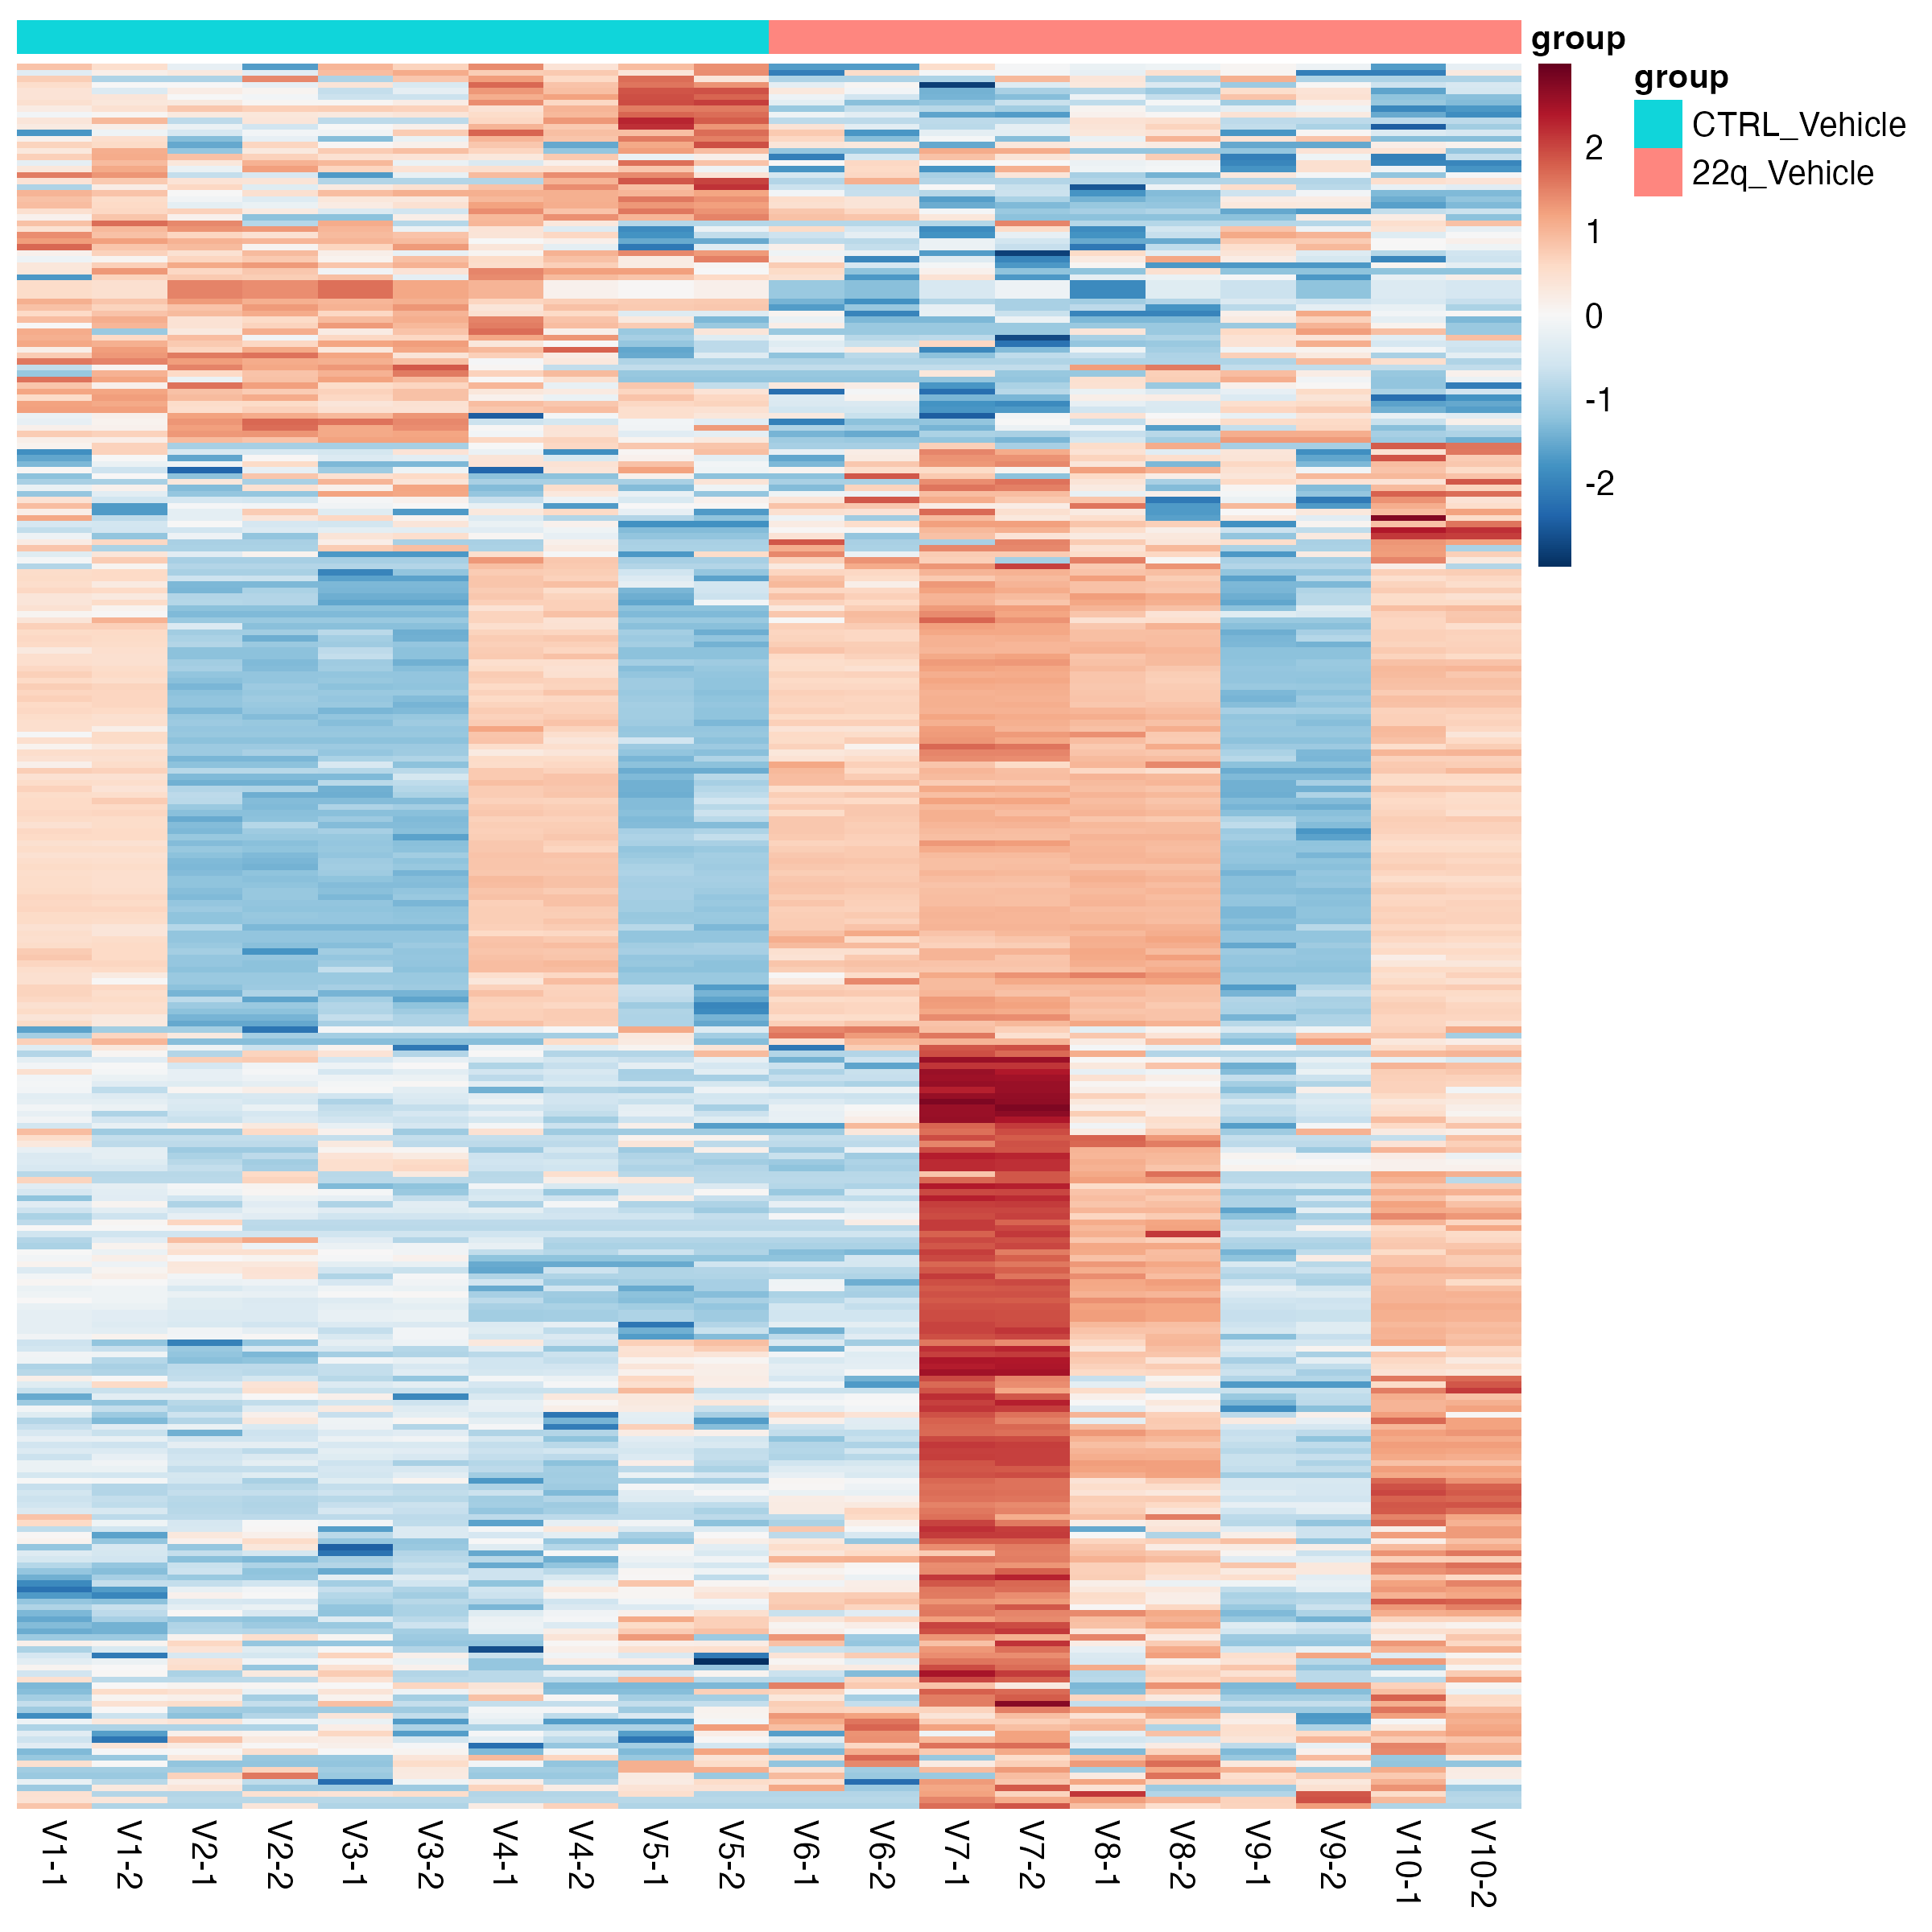 group
group
CTRL_Vehicle
22q_Vehicle
2
1
0
-1
-2
V1-1
V1-2
V2-1
V2-2
V3-1
V3-2
V4-1
V4-2
V5-1
V5-2
V6-1
V6-2
V7-1
V7-2
V8-1
V8-2
V9-1
V9-2
V10-1
V10-2